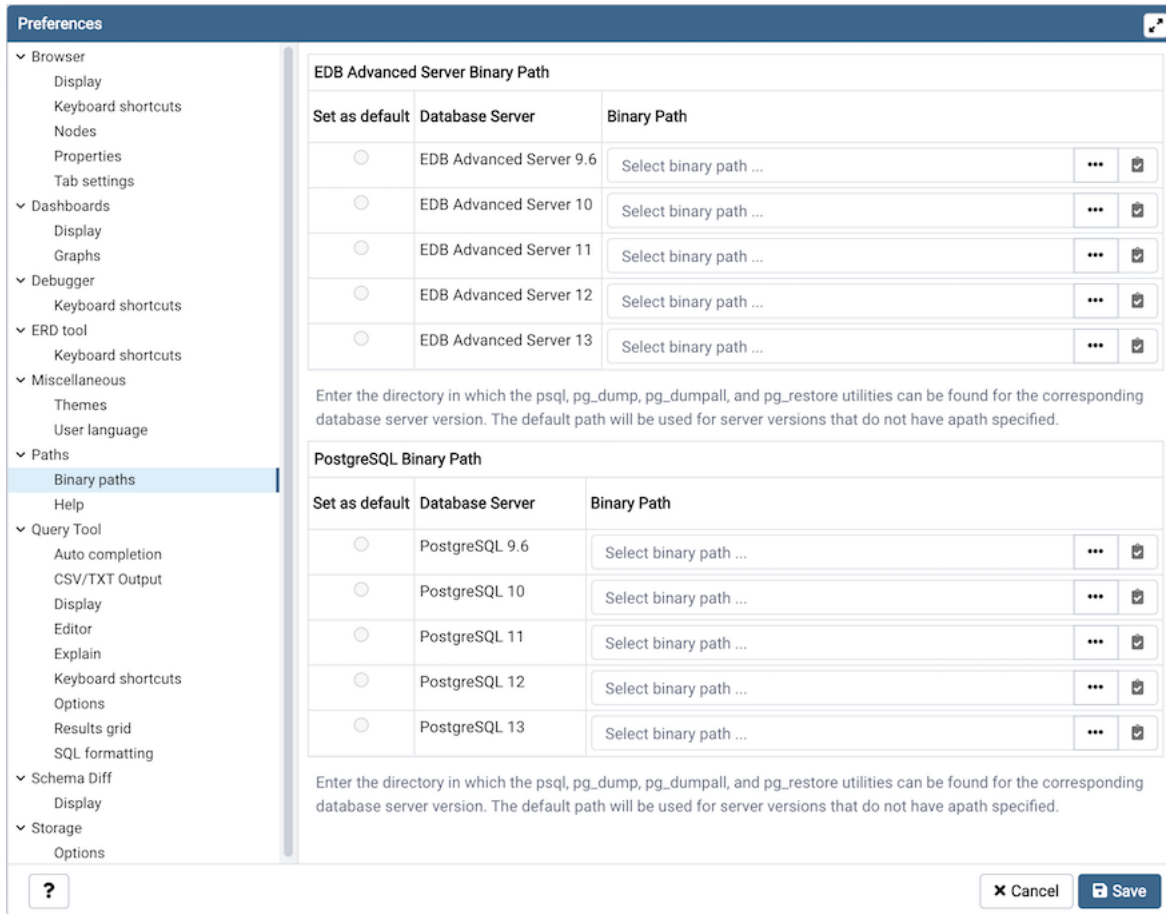 Preferences
Browser
Display
Keyboard shortcuts
Nodes
Properties
Tab settings
Dashboards
Display
Graphs
Debugger
Keyboard shortcuts
ERD tool
Keyboard shortcuts
Miscellaneous
Themes
User language
Paths
Binary paths
Help
Query Tool
Auto completion
CSV/TXT Output
Display
Editor
Explain
Keyboard shortcuts
Options
Results grid
SQL formatting
Schema Diff
Display
Storage
Options
EDB Advanced Server Binary Path
Set as default Database Server Binary Path
EDB Advanced Server 9.6 Select binary path ...
EDB Advanced Server 10 Select binary path ...
EDB Advanced Server 11 Select binary path ...
EDB Advanced Server 12 Select binary path ...
EDB Advanced Server 13 Select binary path ...
Enter the directory in which the psql, pg_dump, pg_dumpall, and pg_restore utilities can be found for the corresponding
database server version. The default path will be used for server versions that do not have apath specified.
PostgreSQL Binary Path
Set as default Database Server Binary Path
PostgreSQL 9.6 Select binary path ...
PostgreSQL 10 Select binary path ...
PostgreSQL 11 Select binary path ...
PostgreSQL 12 Select binary path ...
PostgreSQL 13 Select binary path ...
Enter the directory in which the psql, pg_dump, pg_dumpall, and pg_restore utilities can be found for the corresponding
database server version. The default path will be used for server versions that do not have apath specified.
? Cancel Save